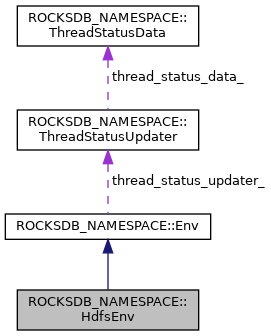 ROCKSDB_NAMESPACE::
ThreadStatusData
thread_status_data_
ROCKSDB_NAMESPACE::
ThreadStatusUpdater
thread_status_updater_
ROCKSDB_NAMESPACE::Env
ROCKSDB_NAMESPACE::
HdfsEnv